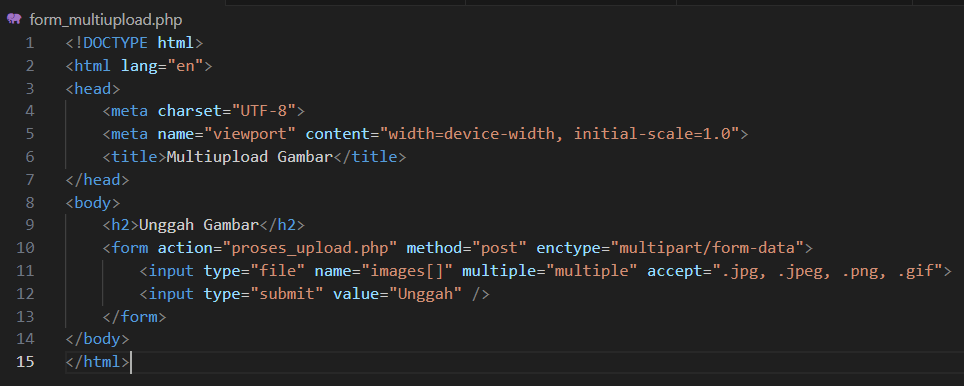 form_multiupload.php
1 <!DOCTYPE html>
2 <html lang="en">
3 <head>
4     <meta charset="UTF-8">
5     <meta name="viewport" content="width=device-width, initial-scale=1.0">
6     <title>Multiupload Gambar</title>
7 </head>
8 <body>
9     <h2>Unggah Gambar</h2>
10     <form action="proses_upload.php" method="post" enctype="multipart/form-data">
11         <input type="file" name="images[]" multiple="multiple" accept=".jpg, .jpeg, .png, .gif">
12         <input type="submit" value="Unggah" />
13     </form>
14 </body>
15 </html>